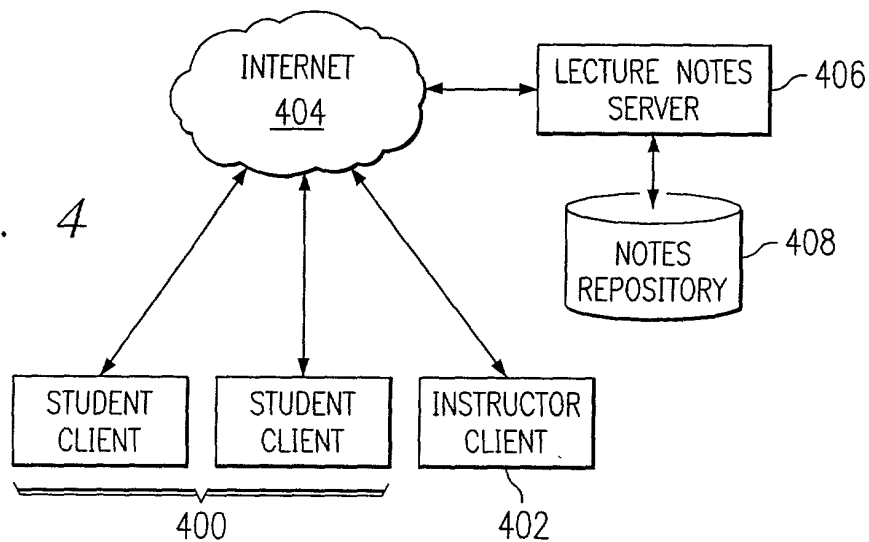 INTERNET
404
LECTURE NOTES
SERVER
406
. 4
NOTES
REPOSITORY
408
STUDENT
CLIENT
STUDENT
CLIENT
INSTRUCTOR
CLIENT
400
402